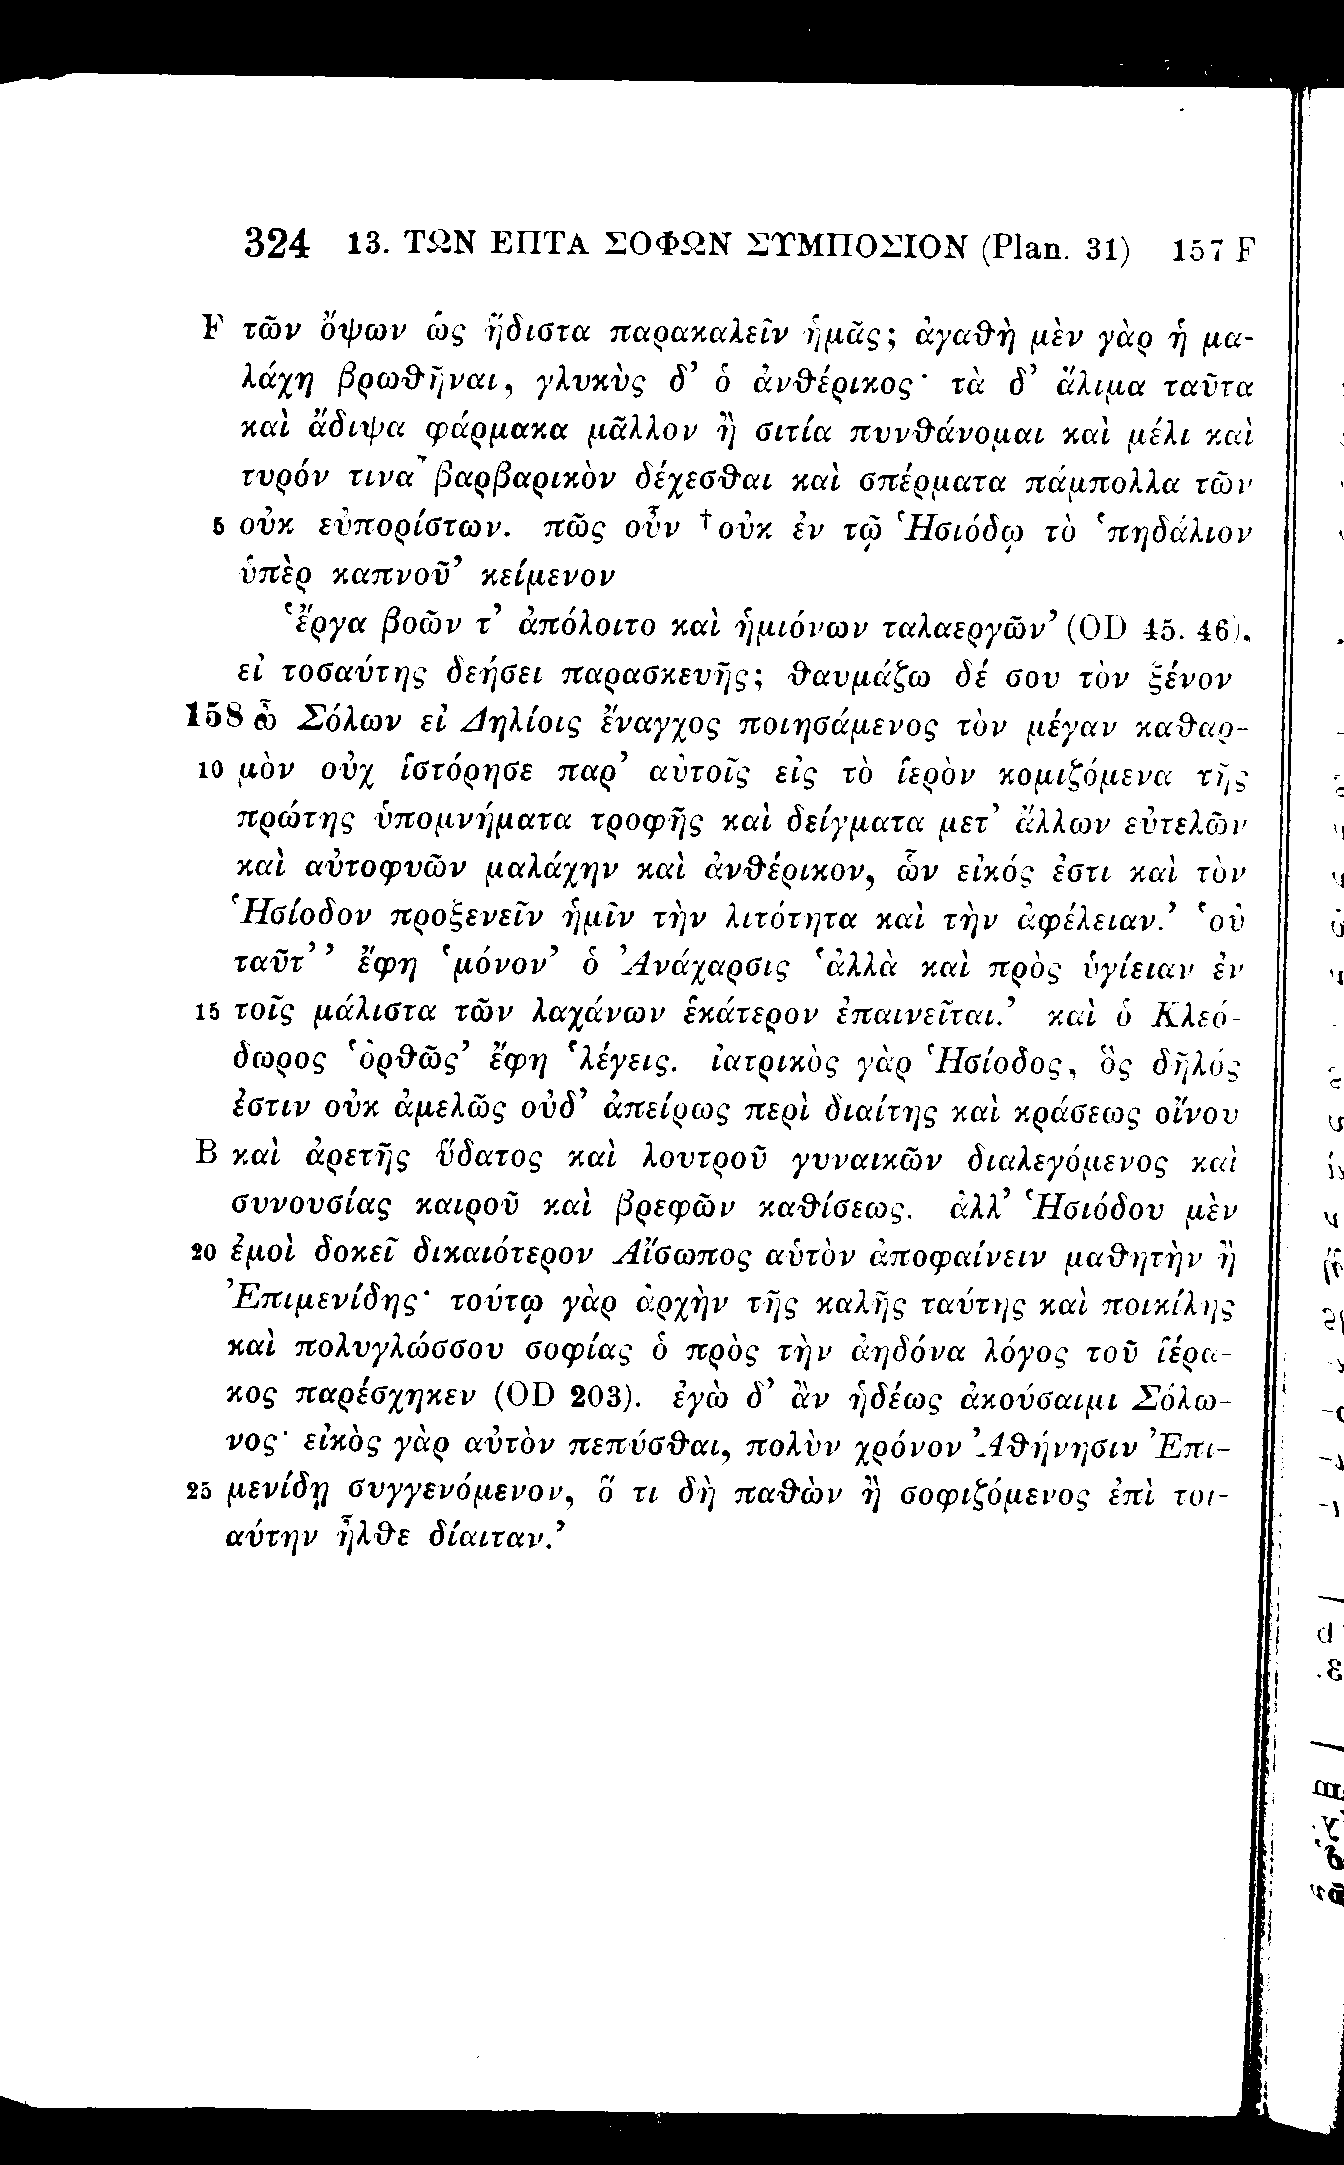 324 13. ΤΩΝ ΕΠΤΑ ΣΟΦΩΝ ΣΥΜΠΟΣΙΟΝ (Plan. 31) 157 F
F τῶν ὄψων ὡς ἥδιστα παρακαλεῖν ἡμᾶς; ἀγαθὴ μὲν γὰρ ἡ μα-
λάχη βρωθῆναι, γλυκὺς δ’ ὁ ἀνθέρικος· τὰ δ’ ἄλιμα ταῦτα
καὶ ἄδιψα φάρμακα μᾶλλον ἢ σιτία πυνθάνομαι καὶ μέλι καὶ
τυρόν τινα βαρβαρικὸν δέχεσθαι καὶ σπέρματα πάμπολλα τῶν
5 οὐκ εὐπορίστων. πῶς οὖν †οὐκ ἐν τῷ Ἡσιόδῳ τὸ ‘πηδάλιον
ὑπὲρ καπνοῦ’ κείμενον
‘ἔργα βοῶν τ’ ἀπόλοιτο καὶ ἡμιόνων ταλαεργῶν’ (OD 45. 46),
εἰ τοσαύτης δεήσει παρασκευῆς; θαυμάζω δέ σου τὸν ξένον
158 ὦ Σόλων εἰ Δηλίοις ἔναγχος ποιησάμενος τὸν μέγαν καθαρ-
10 μὸν οὐχ ἱστόρησε παρ’ αὐτοῖς εἰς τὸ ἱερὸν κομιζόμενα τῆς
πρώτης ὑπομνήματα τροφῆς καὶ δείγματα μετ’ ἄλλων εὐτελῶν
καὶ αὐτοφυῶν μαλάχην καὶ ἀνθέρικον, ὧν εἰκός ἐστι καὶ τὸν
Ἡσίοδον προξενεῖν ἡμῖν τὴν λιτότητα καὶ τὴν ἀφέλειαν.’ ‘οὐ
ταῦτ’’ ἔφη ‘μόνον’ ὁ Ἀνάχαρσις ‘ἀλλὰ καὶ πρὸς ὑγίειαν ἐν
15 τοῖς μάλιστα τῶν λαχάνων ἑκάτερον ἐπαινεῖται.’ καὶ ὁ Κλεό-
δωρος ‘ὀρθῶς’ ἔφη ‘λέγεις. ἰατρικὸς γὰρ Ἡσίοδος, ὃς δῆλός
ἐστιν οὐκ ἀμελῶς οὐδ’ ἀπείρως περὶ διαίτης καὶ κράσεως οἴνου
B καὶ ἀρετῆς ὕδατος καὶ λουτροῦ γυναικῶν διαλεγόμενος καὶ
συνουσίας καιροῦ καὶ βρεφῶν καθίσεως. ἀλλ’ Ἡσιόδου μὲν
20 ἐμοὶ δοκεῖ δικαιότερον Αἴσωπος αὑτὸν ἀποφαίνειν μαθητὴν ἢ
Ἐπιμενίδης· τούτῳ γὰρ ἀρχὴν τῆς καλῆς ταύτης καὶ ποικίλης
καὶ πολυγλώσσου σοφίας ὁ πρὸς τὴν ἀηδόνα λόγος τοῦ ἱέρα-
κος παρέσχηκεν (OD 203). ἐγὼ δ’ ἂν ἡδέως ἀκούσαιμι Σόλω-
νος· εἰκὸς γὰρ αὐτὸν πεπύσθαι, πολὺν χρόνον Ἀθήνησιν Ἐπι-
25 μενίδῃ συγγενόμενον, ὅ τι δὴ παθὼν ἢ σοφιζόμενος ἐπὶ τοι-
αύτην ἦλθε δίαιταν.’